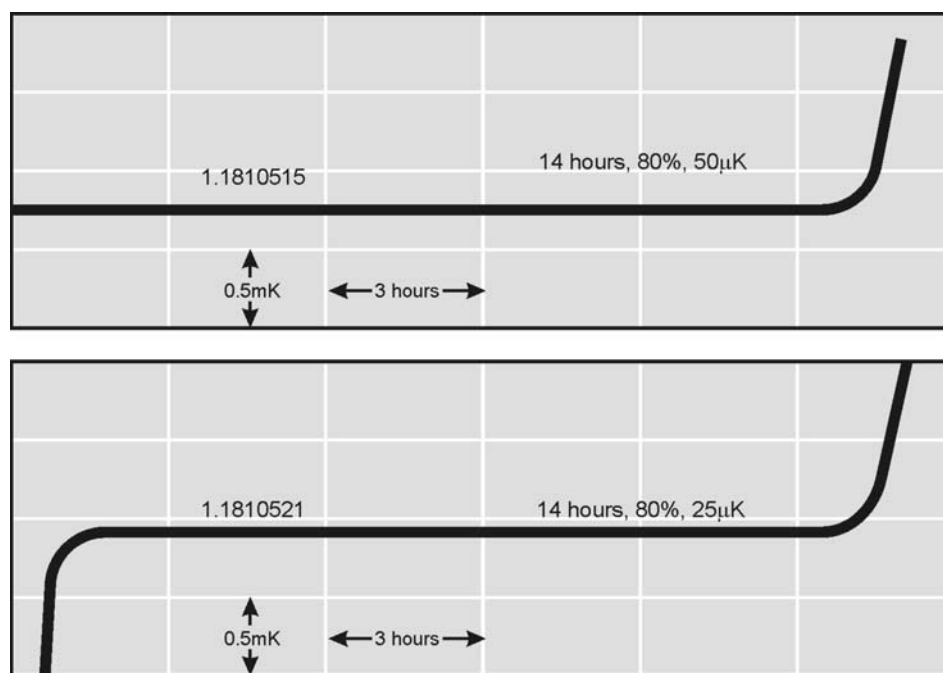 14 hours, 80%, 50μK
1.1810515
0.5mK
3 hours
1.1810521
14 hours, 80%, 25μK
0.5mK
3 hours